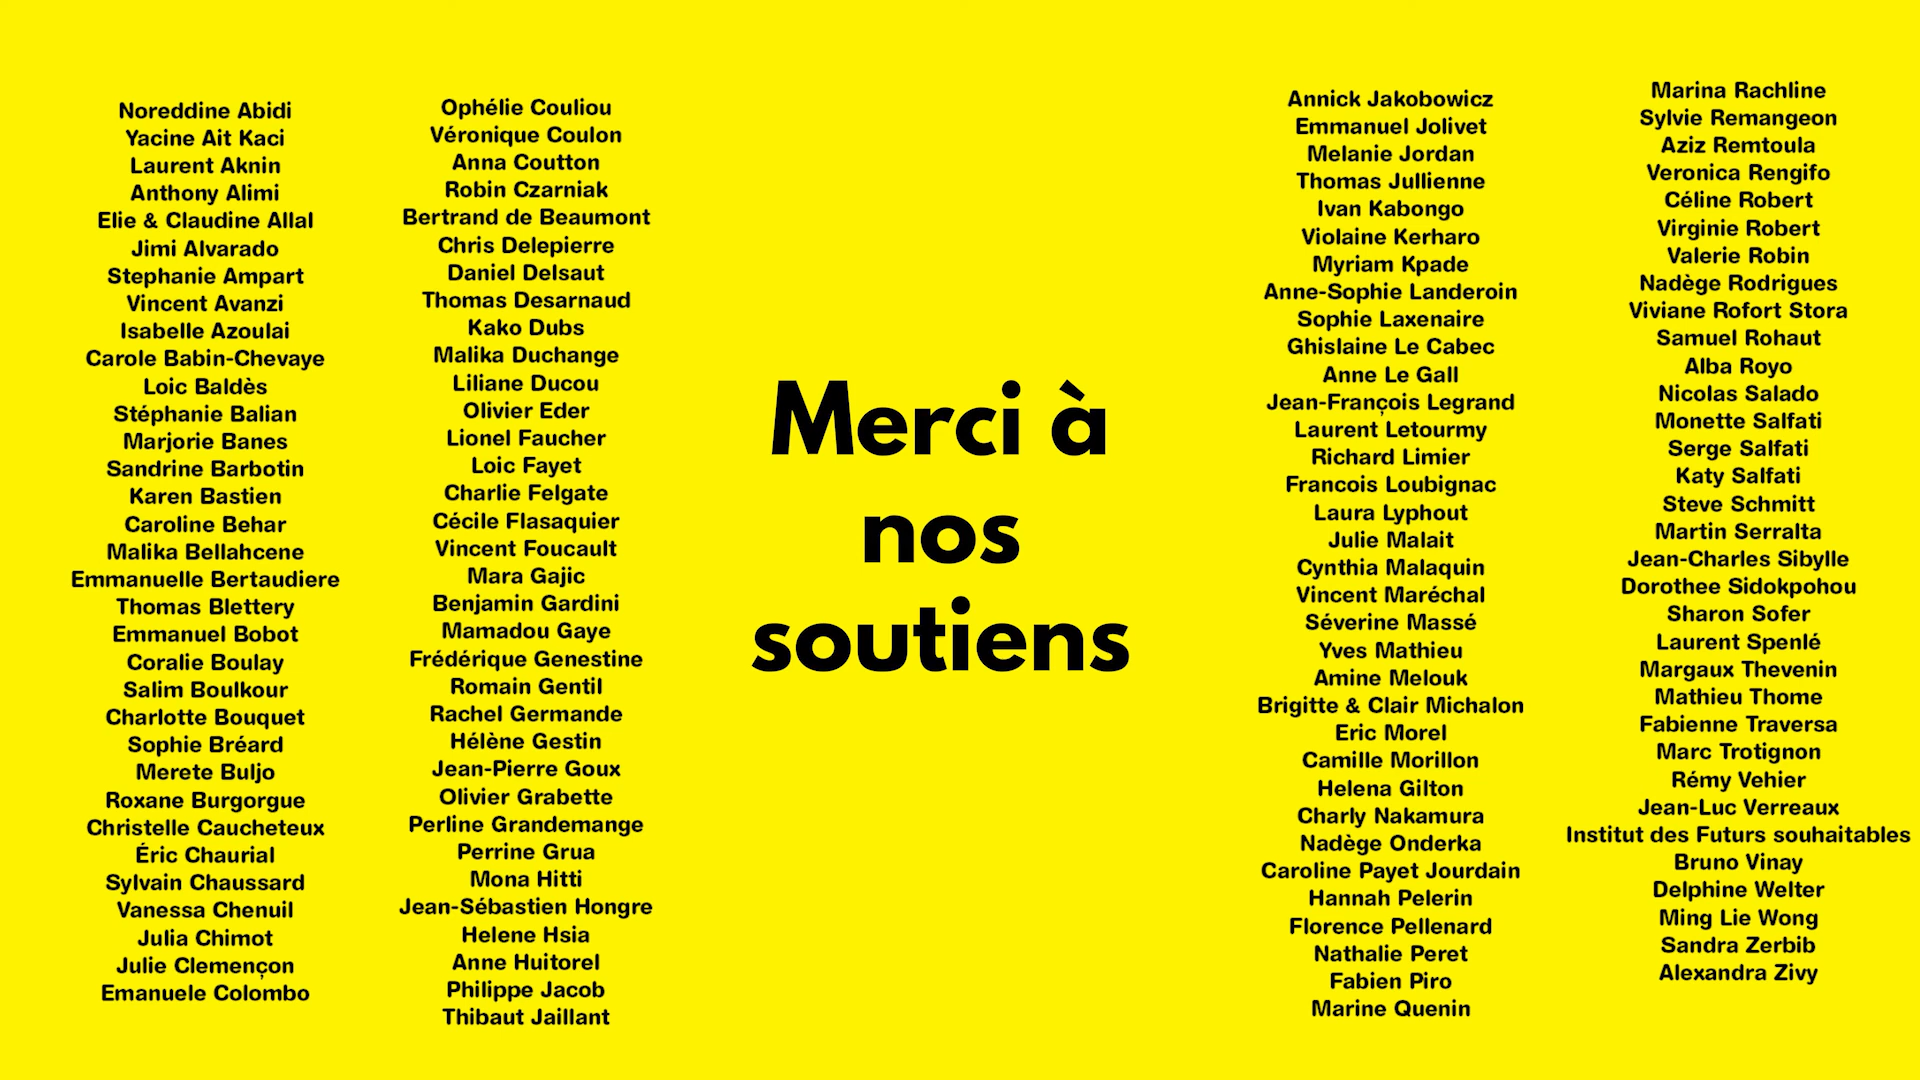 Noreddine Abidi
Yacine Ait Kaci
Laurent Aknin
Anthony Alimi
Elie & Claudine Allal
Jimi Alvarado
Stephanie Ampart
Vincent Avanzi
Isabelle Azoulai
Carole Babin-Chevaye
Loic Baldès
Stéphanie Balian
Marjorie Banes
Sandrine Barbotin
Karen Bastien
Caroline Behar
Malika Bellahcene
Emmanuelle Bertaudiere
Thomas Blettery
Emmanuel Bobot
Coralie Boulay
Salim Boulkour
Charlotte Bouquet
Sophie Bréard
Merete Buljo
Roxane Burgorgue
Christelle Caucheteux
Éric Chaurial
Sylvain Chaussard
Vanessa Chenuil
Julia Chimot
Julie Clemençon
Emanuele Colombo
Ophélie Couliou
Véronique Coulon
Anna Coutton
Robin Czarniak
Bertrand de Beaumont
Chris Delepierre
Daniel Delsaut
Thomas Desarnaud
Kako Dubs
Malika Duchange
Liliane Ducou
Olivier Eder
Lionel Faucher
Loic Fayet
Charlie Felgate
Cécile Flasaquier
Vincent Foucault
Mara Gajic
Benjamin Gardini
Mamadou Gaye
Frédérique Genestine
Romain Gentil
Rachel Germande
Hélène Gestin
Jean-Pierre Goux
Olivier Grabette
Perline Grandemange
Perrine Grua
Mona Hitti
Jean-Sébastien Hongre
Helene Hsia
Anne Huitorel
Philippe Jacob
Thibaut Jaillant
Merci à
nos
soutiens
Annick Jakobowicz
Emmanuel Jolivet
Melanie Jordan
Thomas Jullienne
Ivan Kabongo
Violaine Kerharo
Myriam Kpade
Anne-Sophie Landeroin
Sophie Laxenaire
Ghislaine Le Cabec
Anne Le Gall
Jean-François Legrand
Laurent Letourmy
Richard Limier
Francois Loubignac
Laura Lyphout
Julie Malait
Cynthia Malaquin
Vincent Maréchal
Séverine Massé
Yves Mathieu
Amine Melouk
Brigitte & Clair Michalon
Eric Morel
Camille Morillon
Helena Gilton
Charly Nakamura
Nadège Onderka
Caroline Payet Jourdain
Hannah Pelerin
Florence Pellenard
Nathalie Peret
Fabien Piro
Marine Quenin
Marina Rachline
Sylvie Remangeon
Aziz Remtoula
Veronica Rengifo
Céline Robert
Virginie Robert
Valerie Robin
Nadège Rodrigues
Viviane Rofort Stora
Samuel Rohaut
Alba Royo
Nicolas Salado
Monette Salfati
Serge Salfati
Katy Salfati
Steve Schmitt
Martin Serralta
Jean-Charles Sibylle
Dorothee Sidokpohou
Sharon Sofer
Laurent Spenlé
Margaux Thevenin
Mathieu Thome
Fabienne Traversa
Marc Trotignon
Rémy Vehier
Jean-Luc Verreaux
Institut des Futurs souhaitables
Bruno Vinay
Delphine Welter
Ming Lie Wong
Sandra Zerbib
Alexandra Zivy